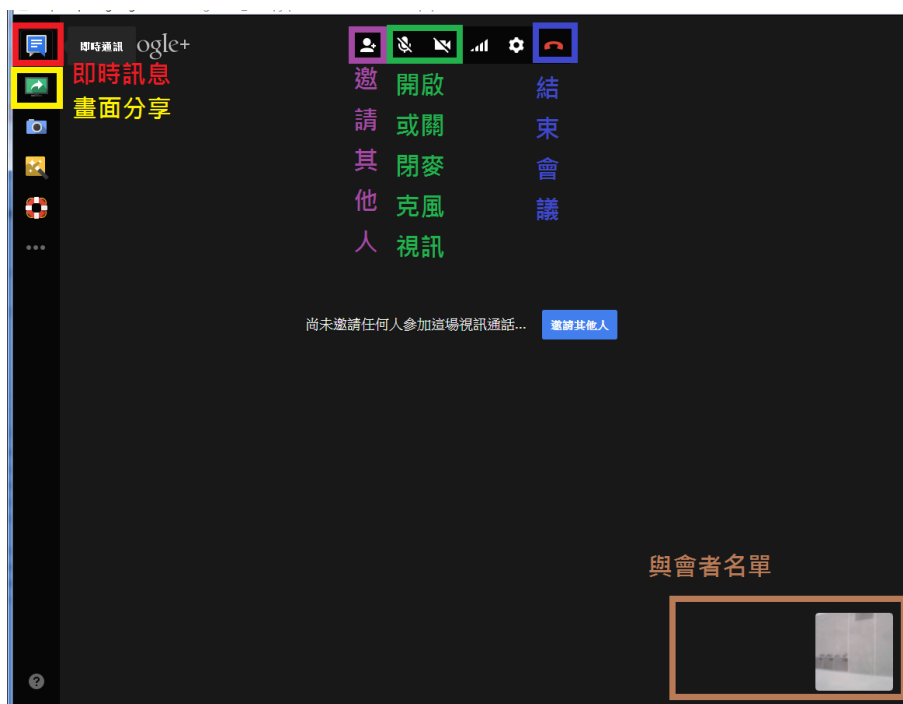 即時通訊 ogle+
即時訊息
畫面分享
邀請其他人
開啟
或關
閉麥
克風
視訊
結束會議
尚未邀請任何人參加這場視訊通話... 邀請其他人
與會者名單